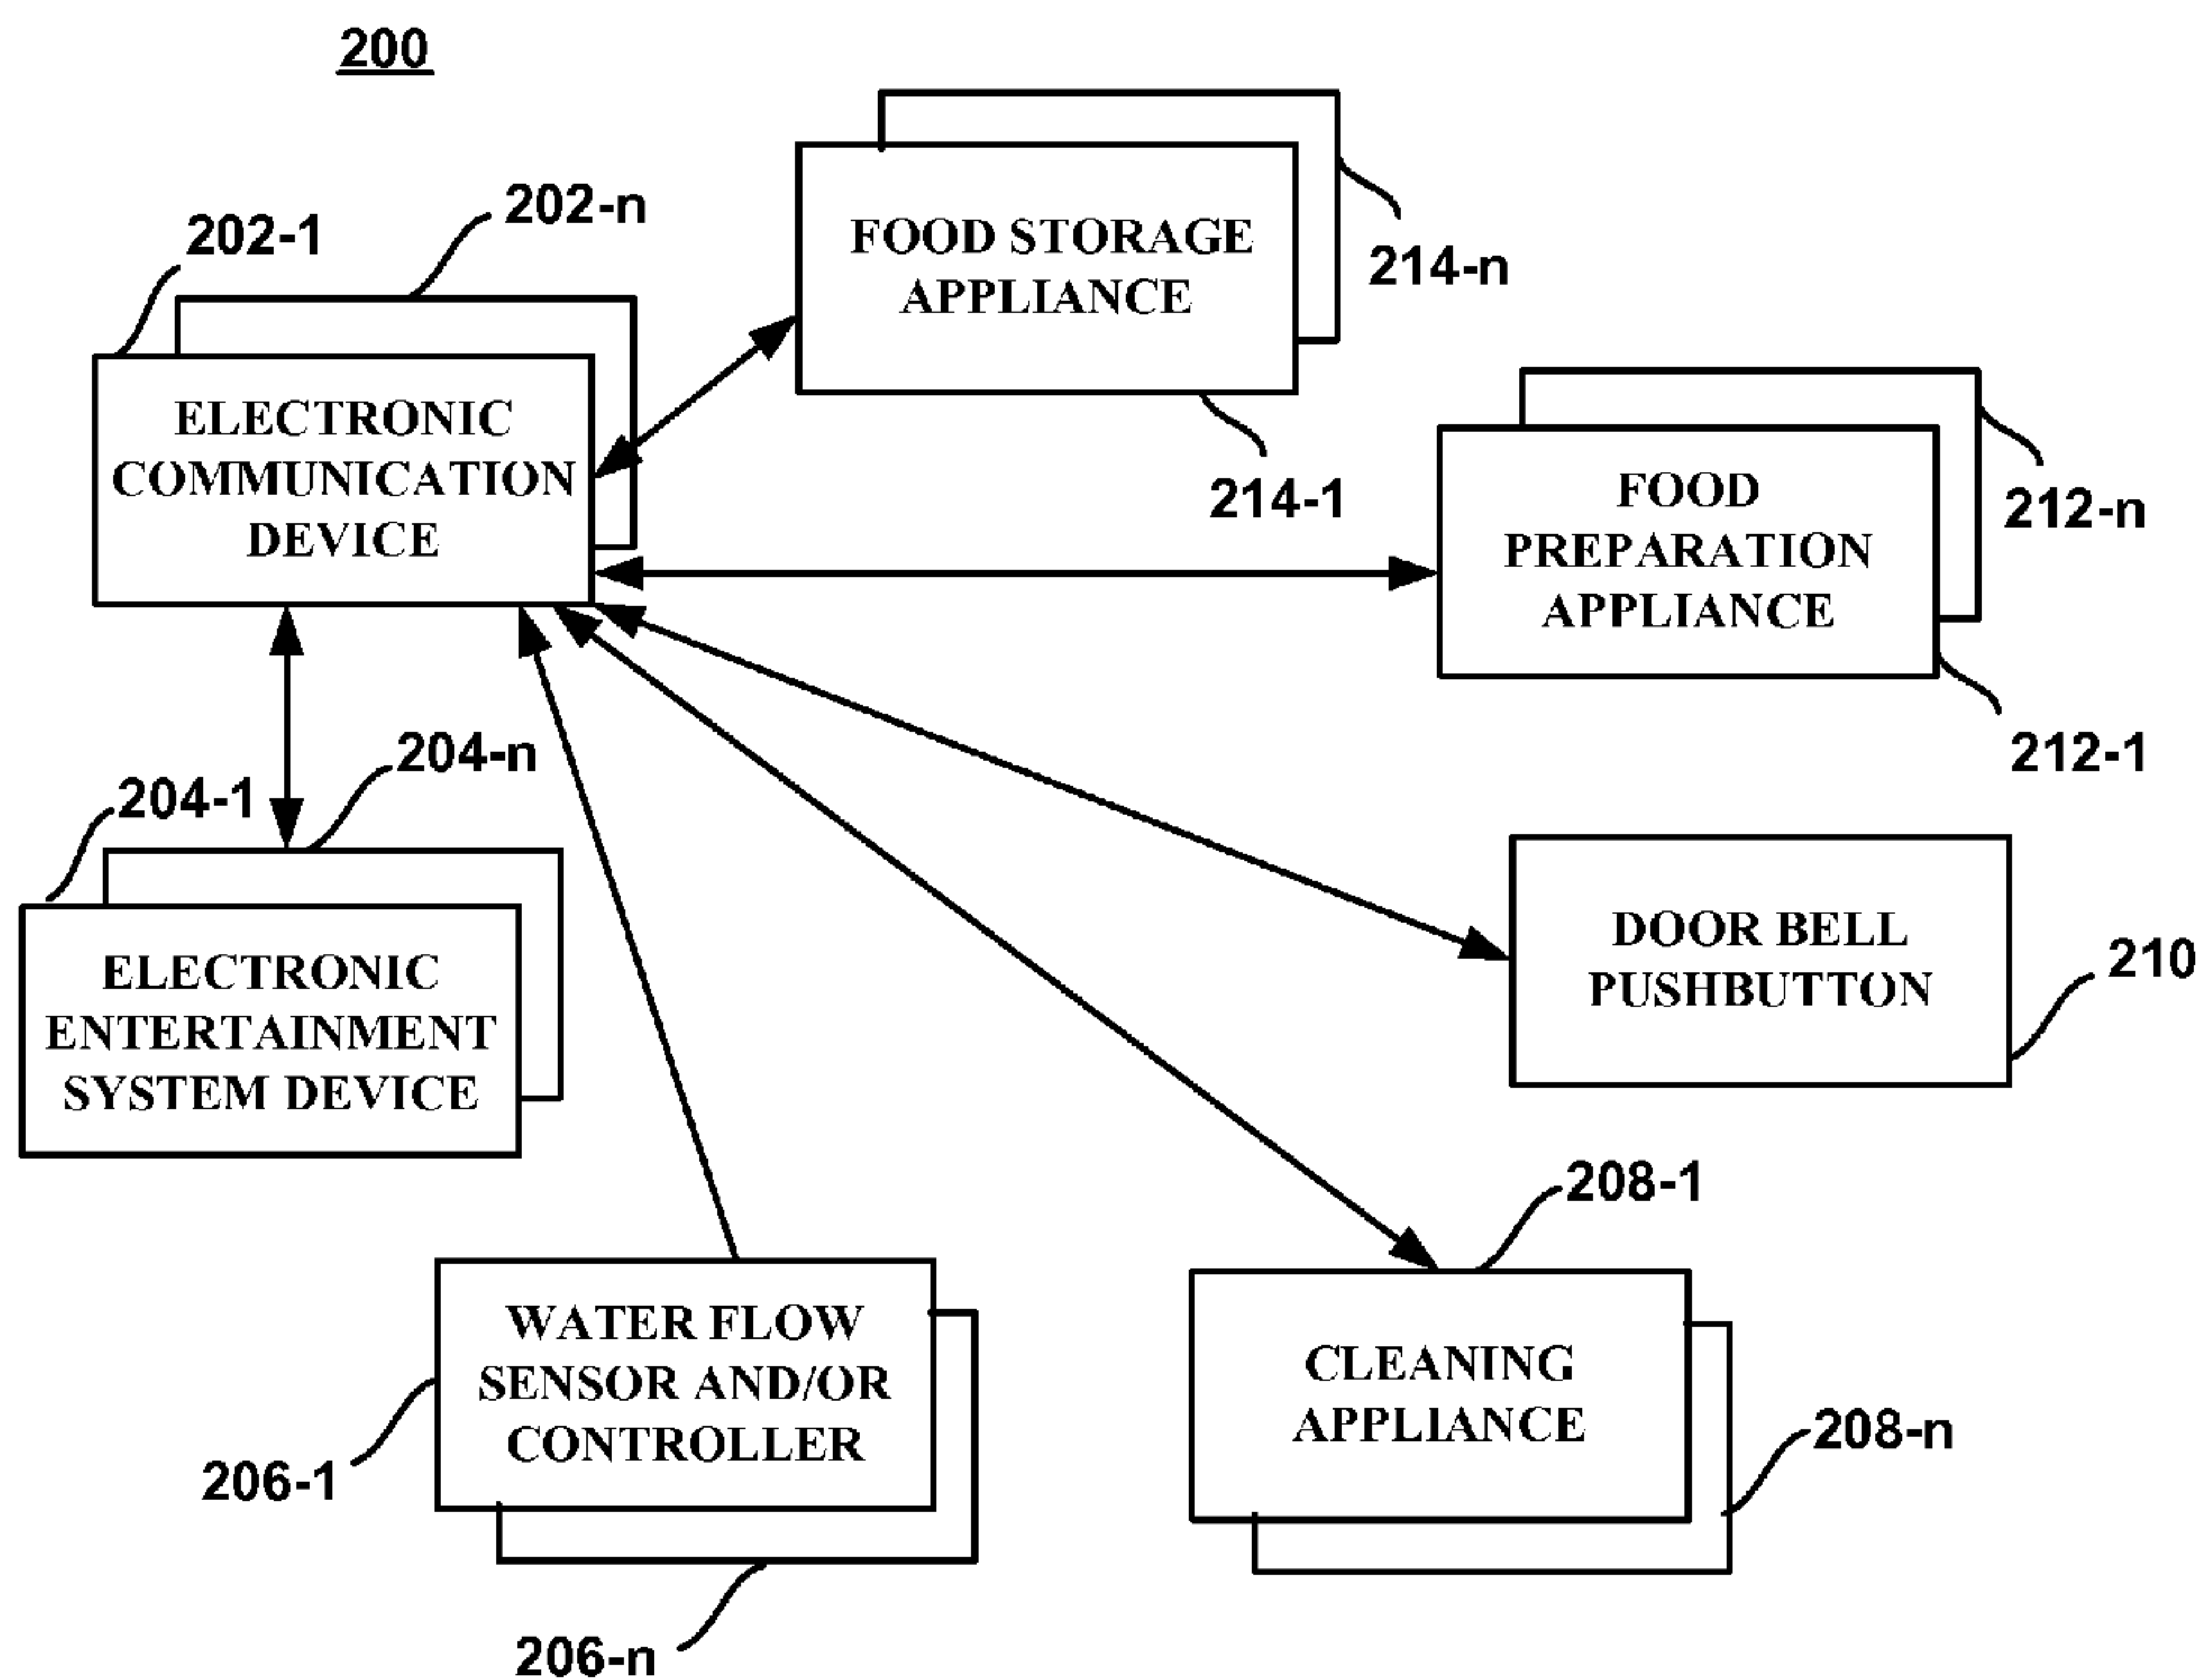 200
202-1
202-n
FOOD STORAGE
APPLIANCE
214-n
214-1
ELECTRONIC
COMMUNICATION
DEVICE
FOOD
PREPARATION
APPLIANCE
212-n
212-1
204-1
204-n
ELECTRONIC
ENTERTAINMENT
SYSTEM DEVICE
DOOR BELL
PUSHBUTTON
210
208-1
WATER FLOW
SENSOR AND/OR
CONTROLLER
206-1
206-n
CLEANING
APPLIANCE
208-n